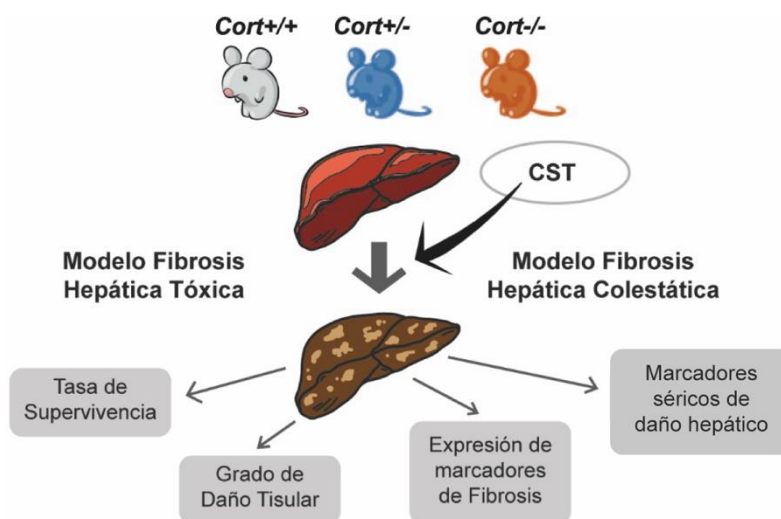 Cort+/+ Cort+/- Cort-/-
CST
Modelo Fibrosis
Hepática Tóxica
Modelo Fibrosis
Hepática Colestática
Tasa de
Supervivencia
Grado de
Daño Tisular
Expresión de
marcadores
de Fibrosis
Marcadores
séricos de
daño hepático